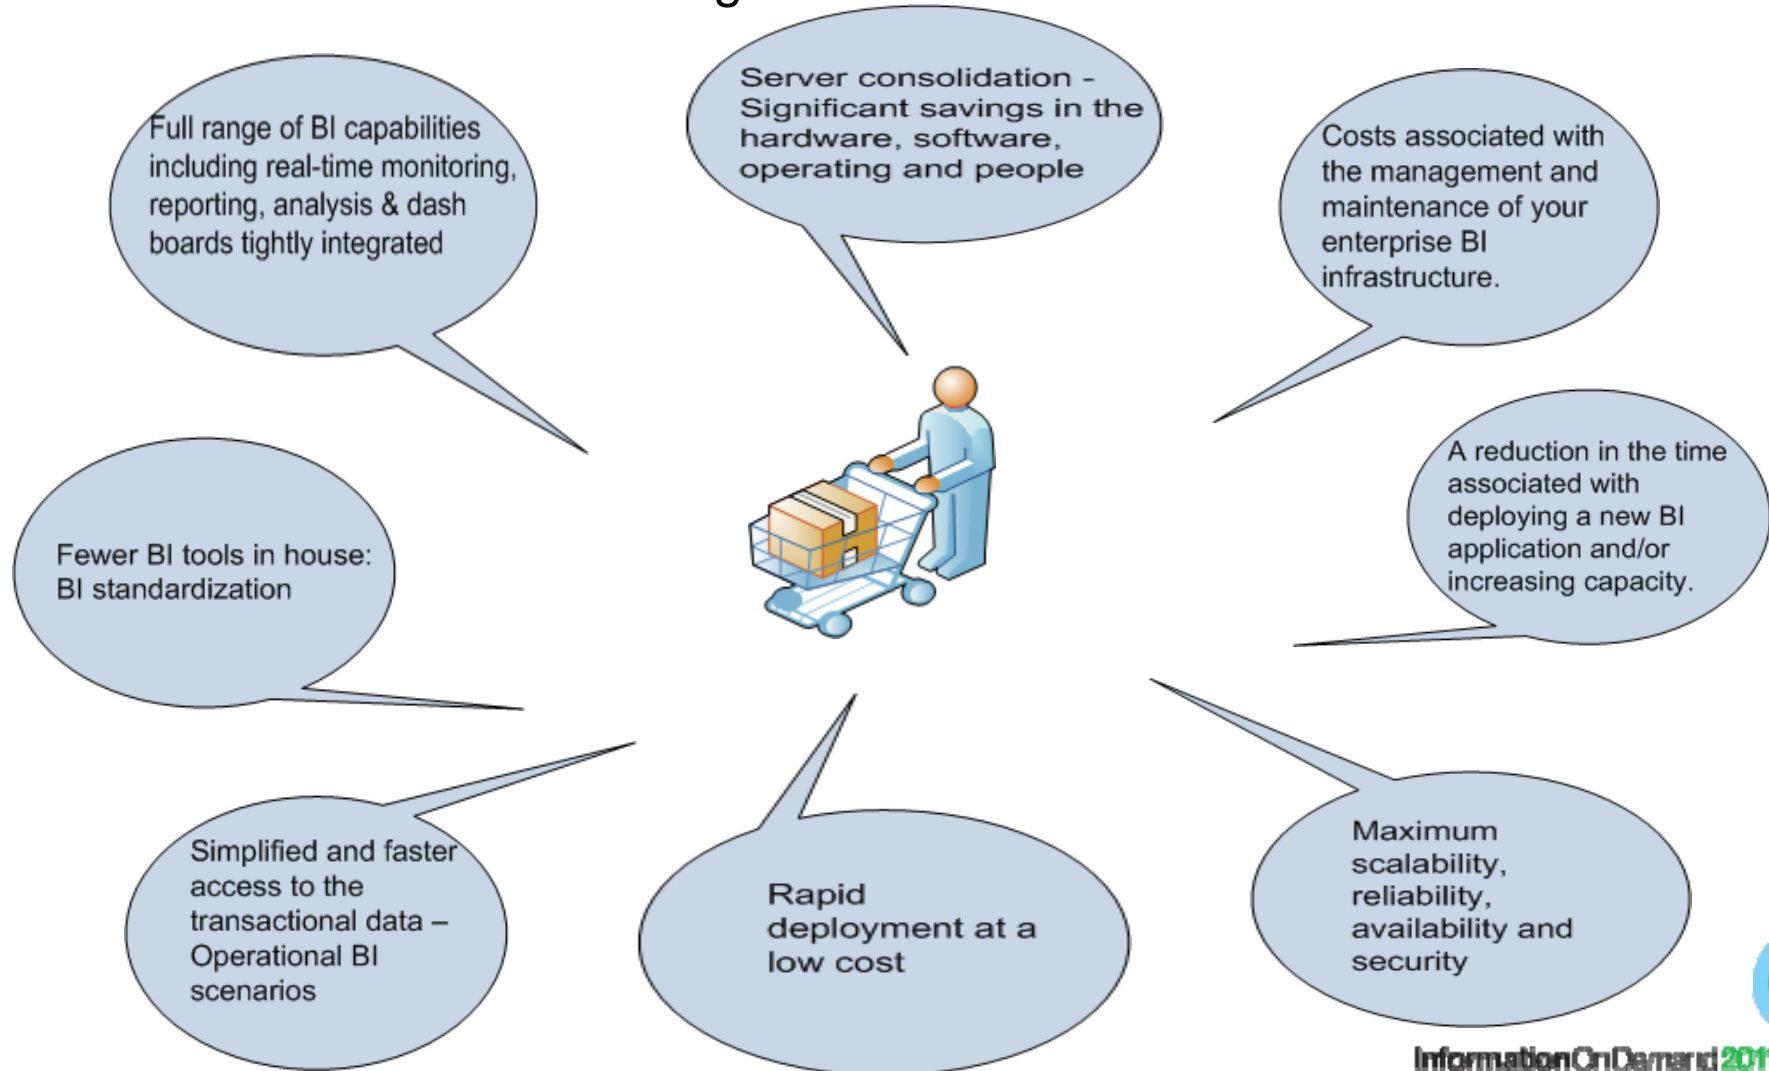 Server consolidation -
Significant savings in the
hardware, software,
operating and people
Full range of BI capabilities
including real-time monitoring,
reporting, analysis & dash
boards tightly integrated
Costs associated with
the management and
maintenance of your
enterprise BI
infrastructure.
A reduction in the time
associated with
deploying a new BI
application and/or
increasing capacity.
Fewer BI tools in house:
BI standardization
Simplified and faster
access to the
transactional data –
Operational BI
scenarios
Rapid
deployment at a
low cost
Maximum
scalability,
reliability,
availability and
security
InformationOnDemand